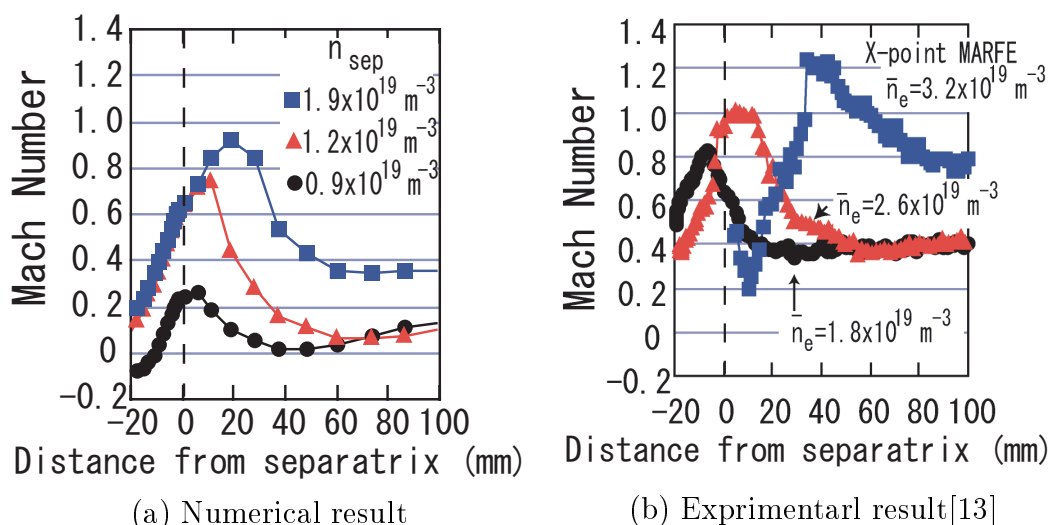 1.4
1.2
1.0
0.8
0.6
0.4
0.2
0
−0.2
Mach Number
n sep
1.9x10^19 m^-3
1.2x10^19 m^-3
0.9x10^19 m^-3
−20 0 20 40 60 80 100
Distance from separatrix (mm)
(a) Numerical result
1.4
1.2
1.0
0.8
0.6
0.4
0.2
0
−0.2
Mach Number
X-point MARFE
n̄e=3.2x10^19 m^-3
n̄e=2.6x10^19 m^-3
n̄e=1.8x10^19 m^-3
−20 0 20 40 60 80 100
Distance from separatrix (mm)
(b) Exprimentarl result[13]